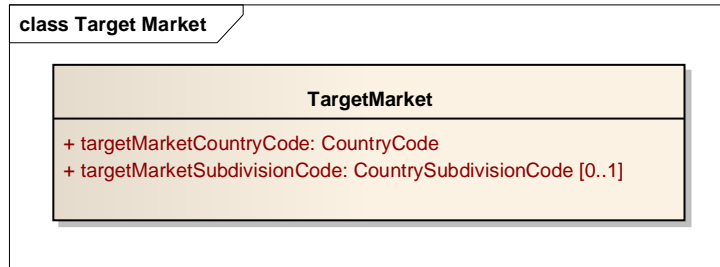 class Target Market
TargetMarket
+ targetMarketCountryCode: CountryCode
+ targetMarketSubdivisionCode: CountrySubdivisionCode [0..1]